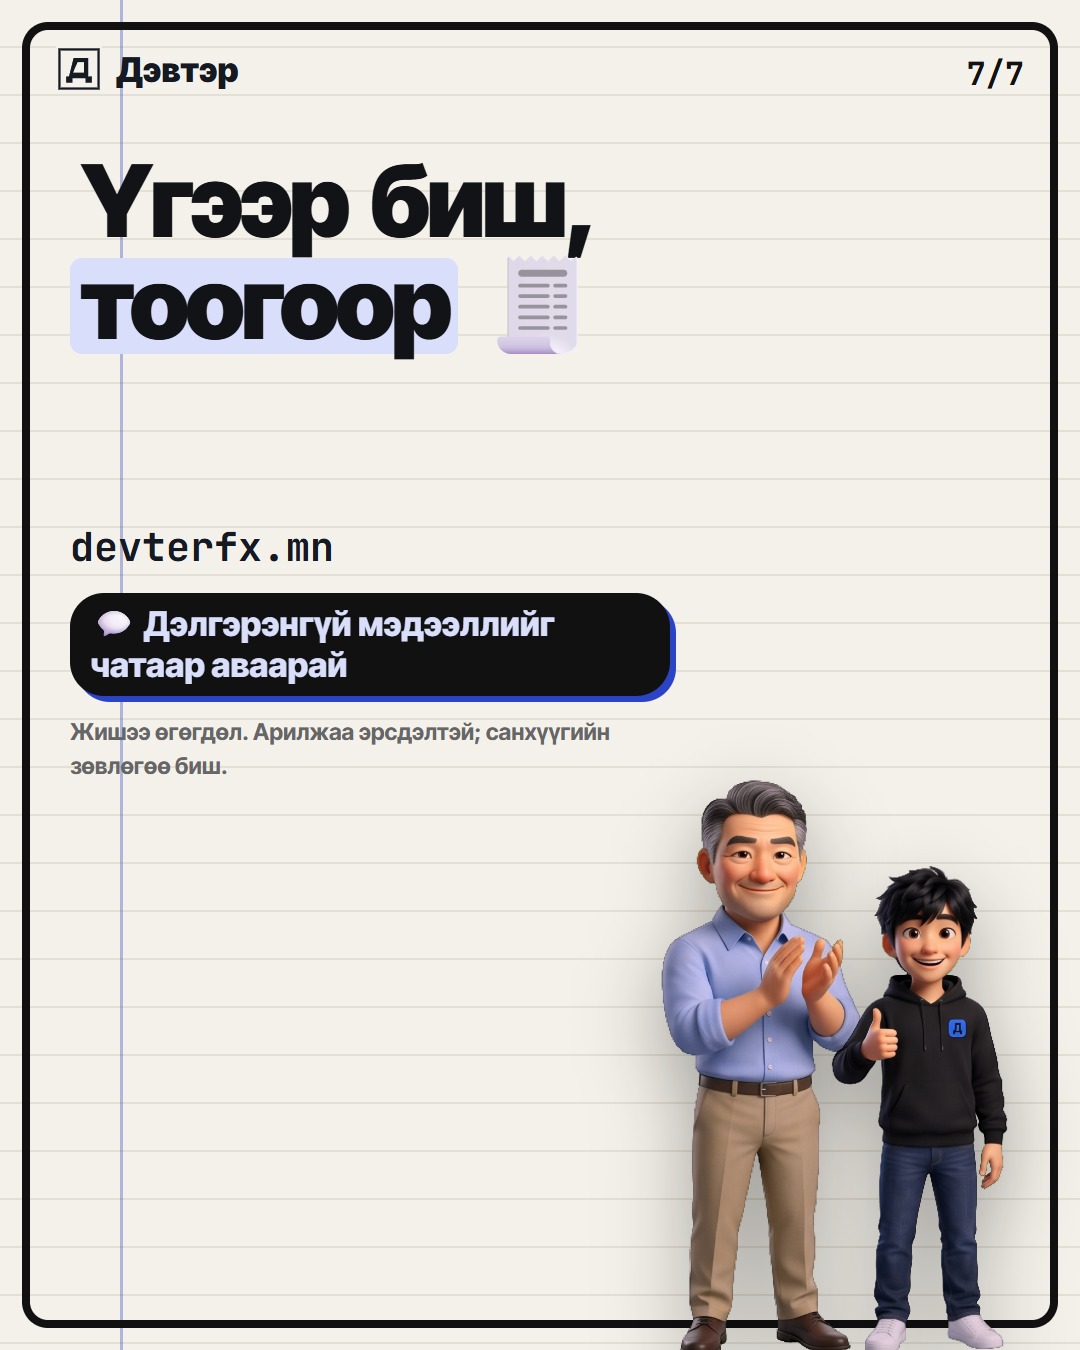 Д Дэвтэр
7/7
Үгээр биш,
тоогоор
devterfx.mn
Дэлгэрэнгүй мэдээллийг
чатаар аваарай
Жишээ өгөгдөл. Арилжаа эрсдэлтэй; санхүүгийн
зөвлөгөө биш.
Д